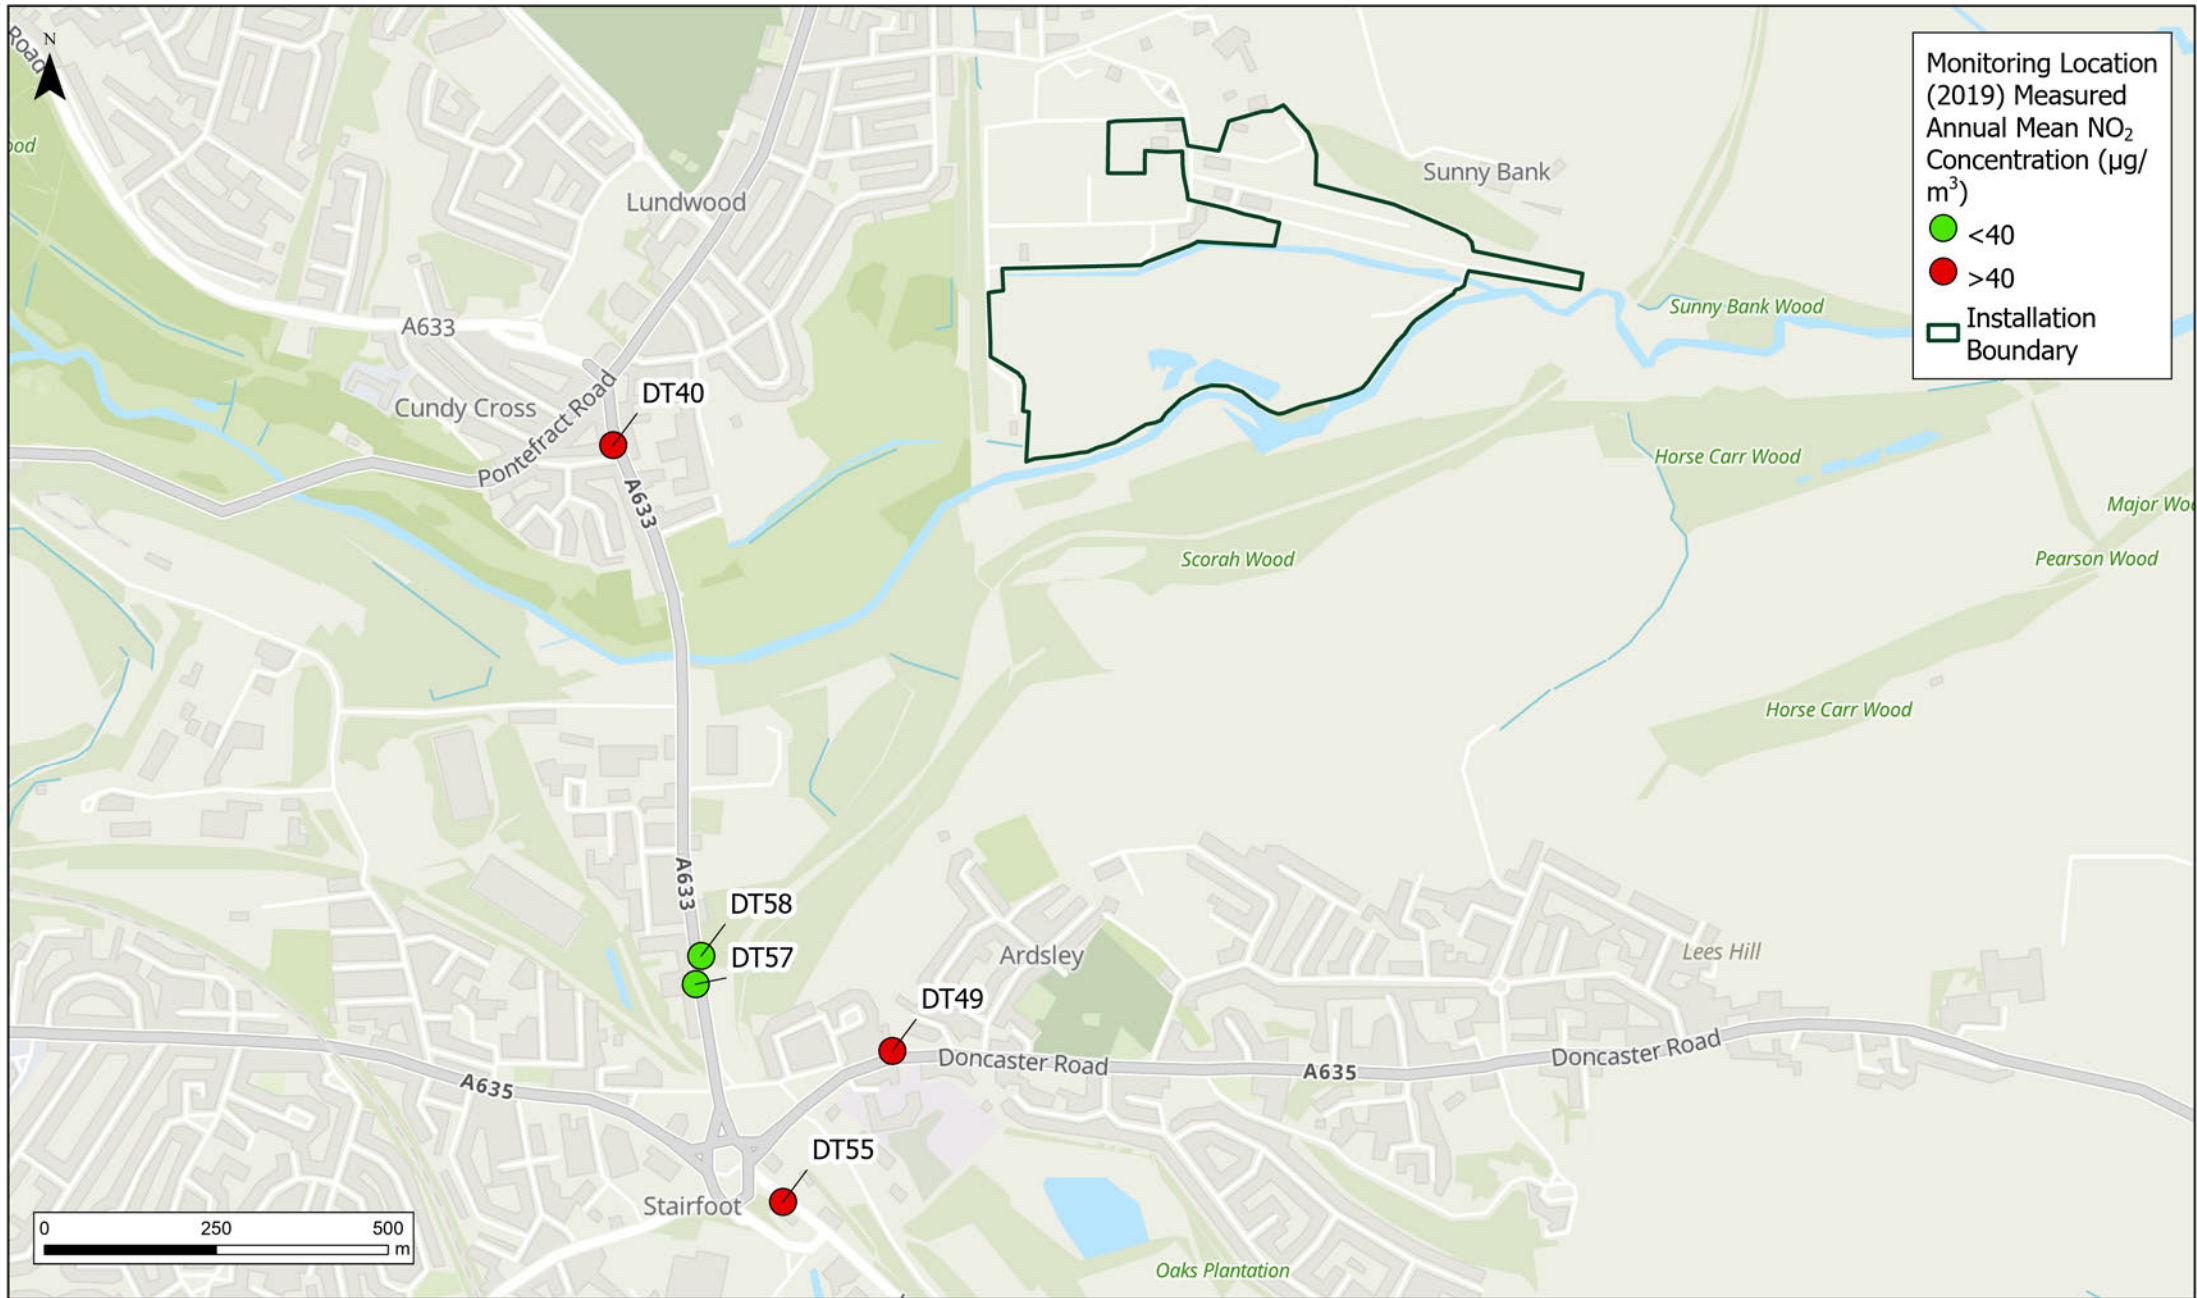 Road
N
Monitoring Location
(2019) Measured
Annual Mean NO₂
Concentration (µg/
m³)
<40
>40
Installation
Boundary
Sunny Bank
Lundwood
Sunny Bank Wood
A633
DT40
Cundy Cross
Pontefract Road
Horse Carr Wood
A633
Major
Scorah Wood
Pearson Wood
Horse Carr Wood
A633
DT58
DT57
Ardsley
Lees Hill
DT49
Doncaster Road
Doncaster Road
A635
A635
DT55
Stairfoot
0 250 500
m
Oaks Plantation